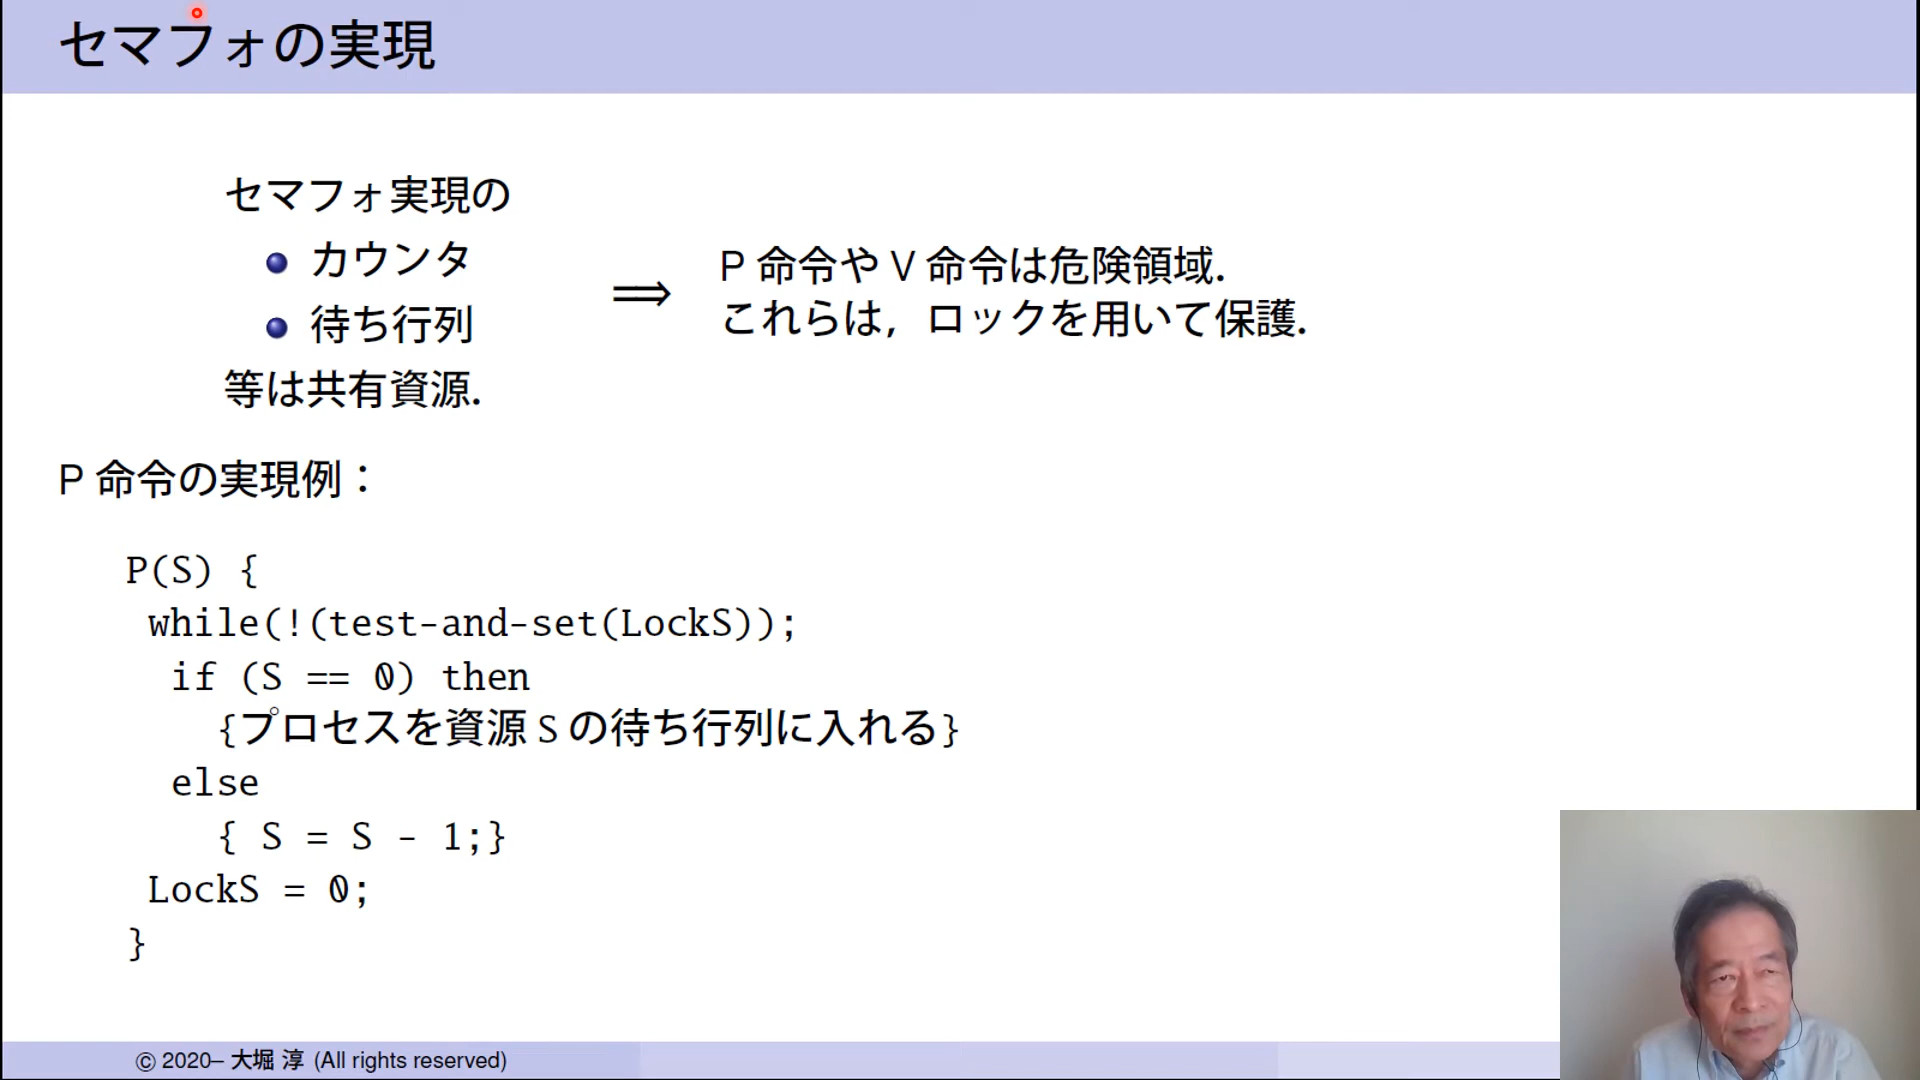 セマフォの実現
セマフォ実現の
カウンタ
待ち行列
等は共有資源.
⟹
P 命令や V 命令は危険領域.
これらは, ロックを用いて保護.
P 命令の実現例：
P(S) {
while(!(test-and-set(LockS));
if (S == 0) then
{プロセスを資源 S の待ち行列に入れる}
else
{ S = S - 1;}
LockS = 0;
}
© 2020– 大堀 淳 (All rights reserved)